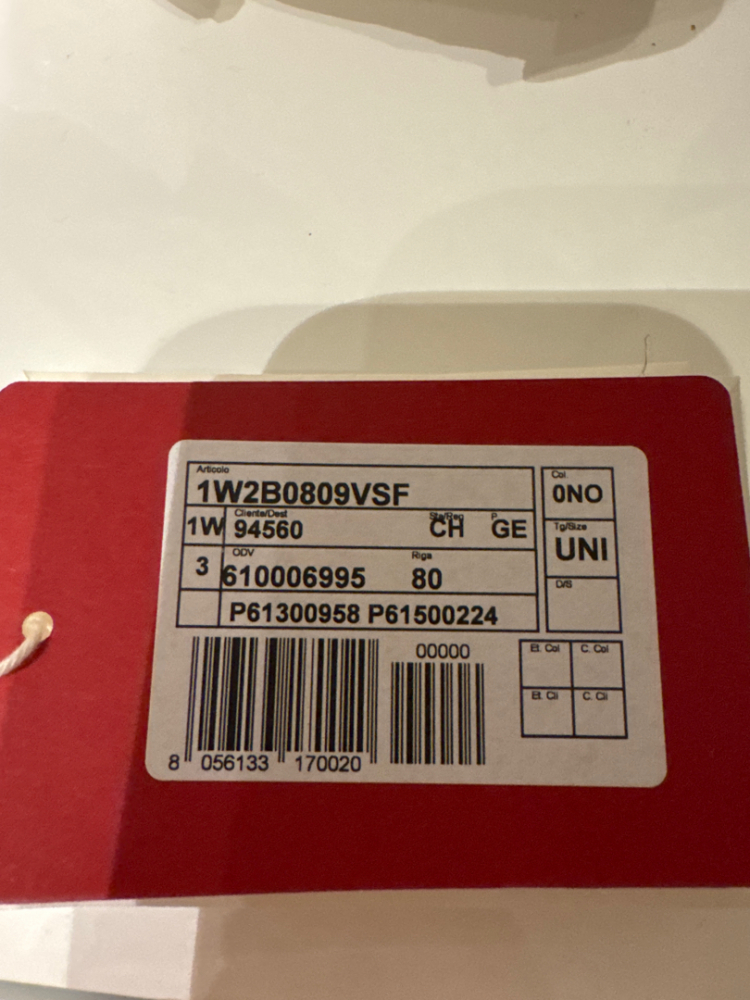 Articolo
1W2B0809VSF
Col.
0NO
Cliente/Dest
1W 94560
CH
P.
GE
Tg/Size
UNI
ODV
Riga
3 610006995 80
D/S
P61300958 P61500224
00000
Et. Col C. Col
Et. Cli C. Cli
8 056133 170020